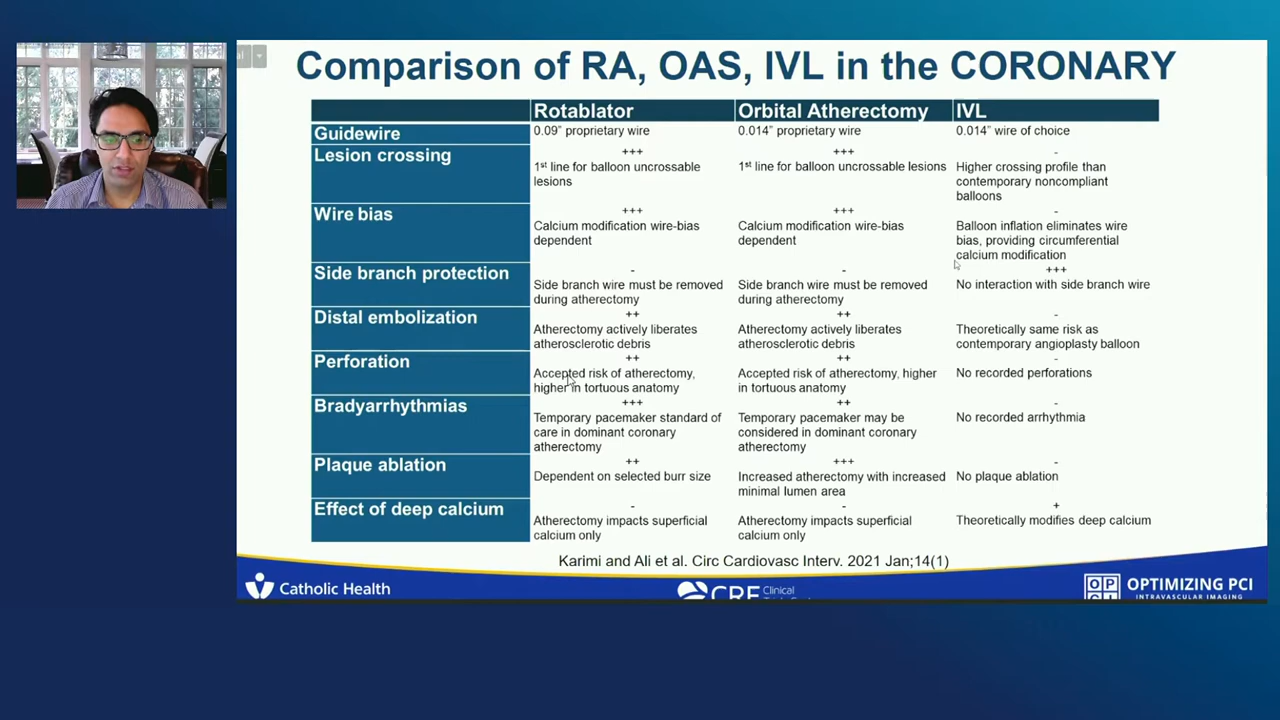 Comparison of RA, OAS, IVL in the CORONARY
Rotablator
Orbital Atherectomy
IVL
Guidewire
0.09” proprietary wire
0.014” proprietary wire
0.014” wire of choice
Lesion crossing
+++
1st line for balloon uncrossable
lesions
+++
1st line for balloon uncrossable lesions
-
Higher crossing profile than
contemporary noncompliant
balloons
Wire bias
+++
Calcium modification wire-bias
dependent
+++
Calcium modification wire-bias
dependent
-
Balloon inflation eliminates wire
bias, providing circumferential
calcium modification
Side branch protection
-
Side branch wire must be removed
during atherectomy
-
Side branch wire must be removed
during atherectomy
+++
No interaction with side branch wire
Distal embolization
++
Atherectomy actively liberates
atherosclerotic debris
++
Atherectomy actively liberates
atherosclerotic debris
-
Theoretically same risk as
contemporary angioplasty balloon
Perforation
++
Accepted risk of atherectomy,
higher in tortuous anatomy
++
Accepted risk of atherectomy, higher
in tortuous anatomy
-
No recorded perforations
Bradyarrhythmias
+++
Temporary pacemaker standard of
care in dominant coronary
atherectomy
++
Temporary pacemaker may be
considered in dominant coronary
atherectomy
-
No recorded arrhythmia
Plaque ablation
++
Dependent on selected burr size
+++
Increased atherectomy with increased
minimal lumen area
-
No plaque ablation
Effect of deep calcium
-
Atherectomy impacts superficial
calcium only
-
Atherectomy impacts superficial
calcium only
+
Theoretically modifies deep calcium
Karimi and Ali et al. Circ Cardiovasc Interv. 2021 Jan;14(1)
Catholic Health
CRF
Clinical
OPTIMIZING PCI
INTRAVASCULAR IMAGING